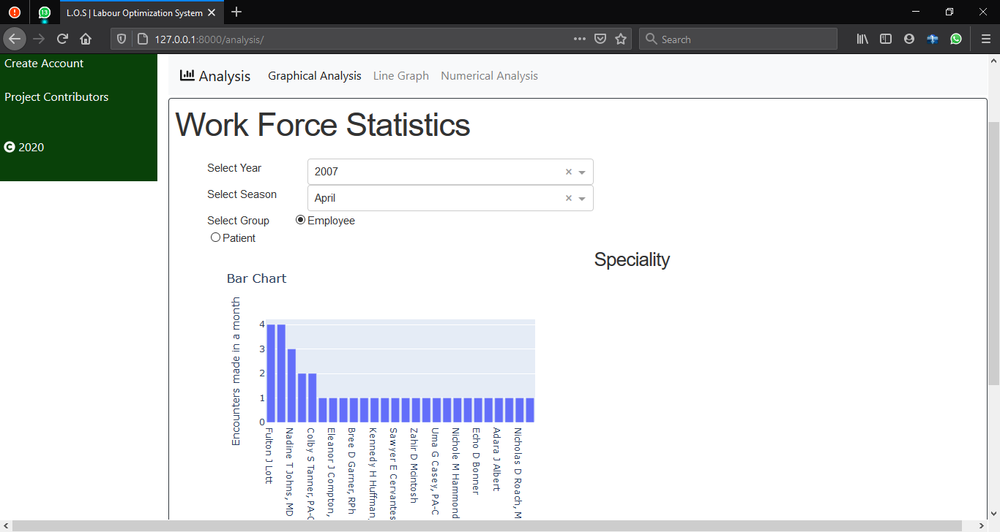 13
L.O.S | Labour Optimization System
127.0.0.1:8000/analysis/
Search
Create Account
Project Contributors
© 2020
Analysis Graphical Analysis Line Graph Numerical Analysis
Work Force Statistics
Select Year 2007
Select Season April
Select Group Employee
Patient
Speciality
Bar Chart
Encounters made in a month
4
3
2
1
0
Fulton J Lott
Nadine T Johns, MD
Colby S Tanner, PA-C
Eleanor J Compton,
Bree D Garner, RPh
Kennedy H Huffman,
Sawyer E Cervantes
Zahir D Mcintosh
Uma G Casey, PA-C
Nichole M Hammond
Echo D Bonner
Adara J Albert
Nicholas D Roach, M